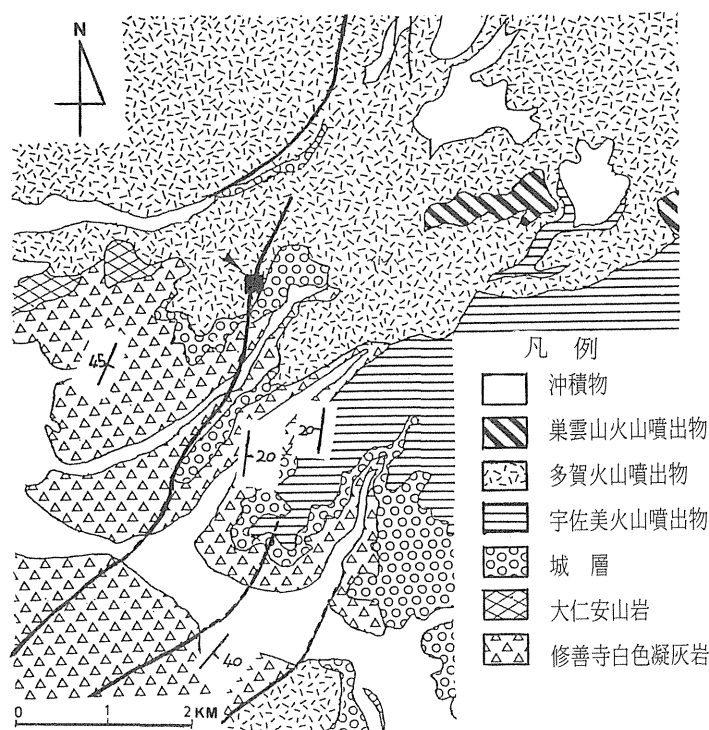 N
45
20
20
40
0 1 2 KM
凡 例
沖積物
巣雲山火山噴出物
多賀火山噴出物
宇佐美火山噴出物
城 層
大仁安山岩
修善寺白色凝灰岩